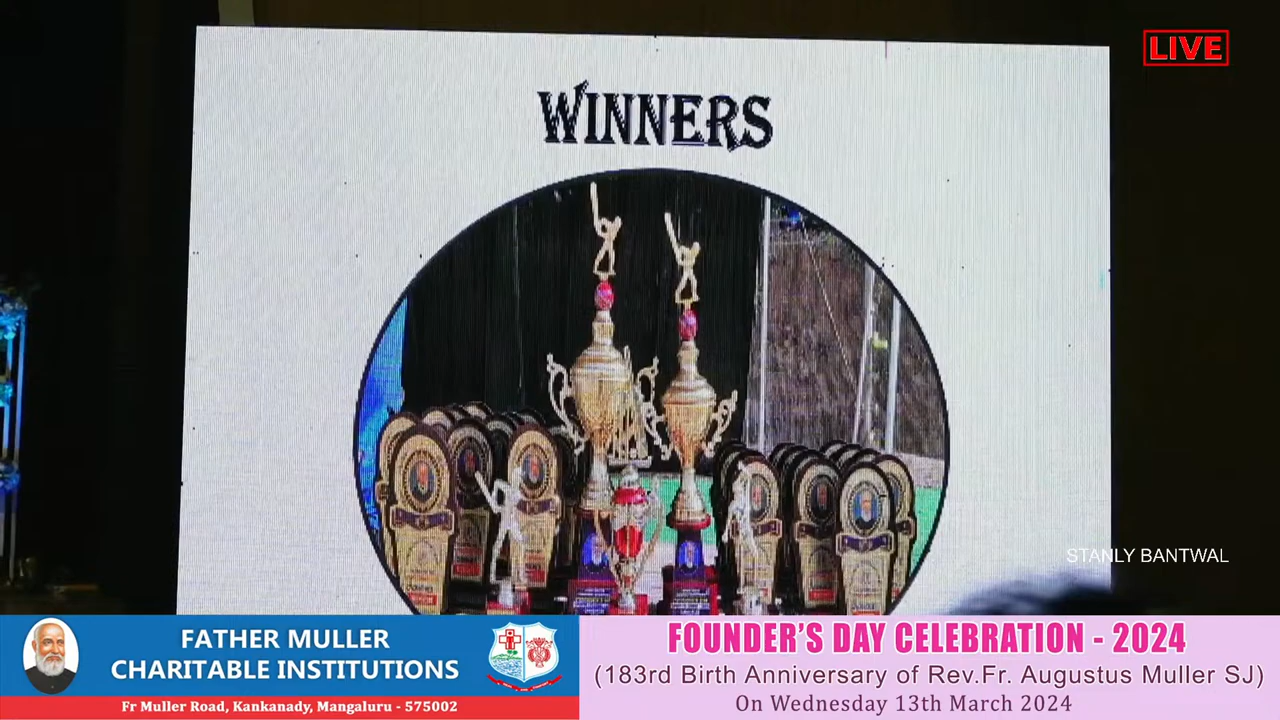 LIVE
WINNERS
STANLY BANTWAL
FATHER MULLER
CHARITABLE INSTITUTIONS
Fr Muller Road, Kankanady, Mangaluru - 575002
FOUNDER'S DAY CELEBRATION - 2024
(183rd Birth Anniversary of Rev.Fr. Augustus Muller SJ)
On Wednesday 13th March 2024